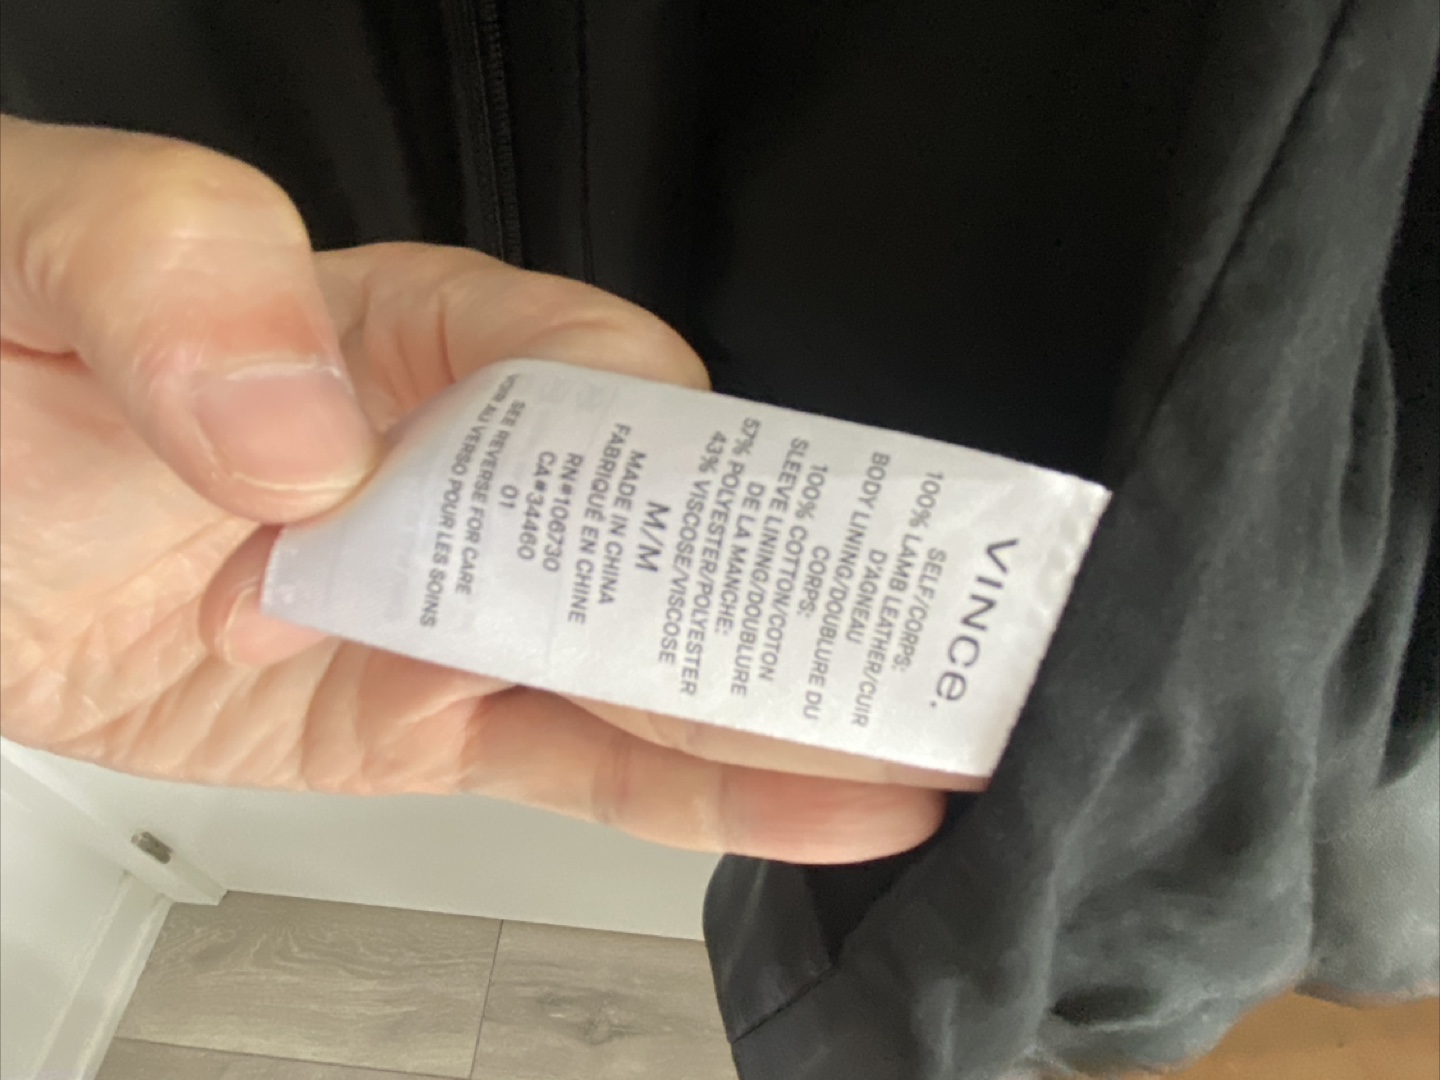 VINCE.
SELF/CORPS:
100% LAMB LEATHER/CUIR
D'AGNEAU
BODY LINING/DOUBLURE DU
CORPS:
100% COTTON/COTON
SLEEVE LINING/DOUBLURE
DE LA MANCHE:
57% POLYESTER/POLYESTER
43% VISCOSE/VISCOSE
M/M
MADE IN CHINA
FABRIQUÉ EN CHINE
RN#106730
CA#34460
01
SEE REVERSE FOR CARE
VOIR AU VERSO POUR LES SOINS